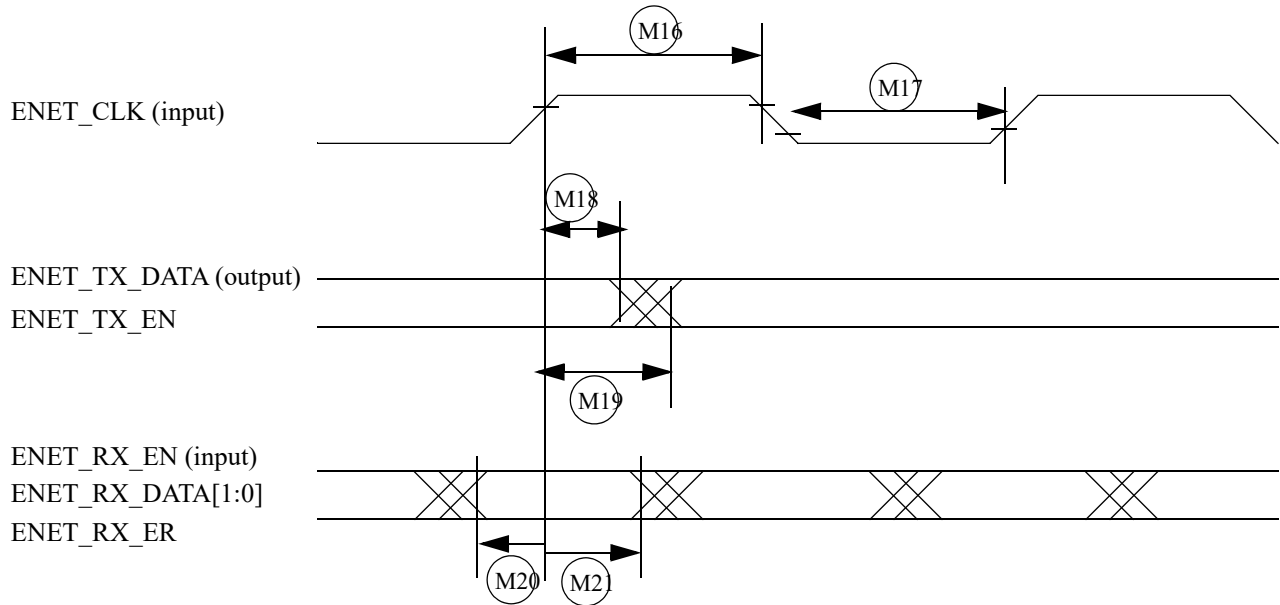 M16
ENET_CLK (input)
M17
M18
ENET_TX_DATA (output)
ENET_TX_EN
M19
ENET_RX_EN (input)
ENET_RX_DATA[1:0]
ENET_RX_ER
M20
M21